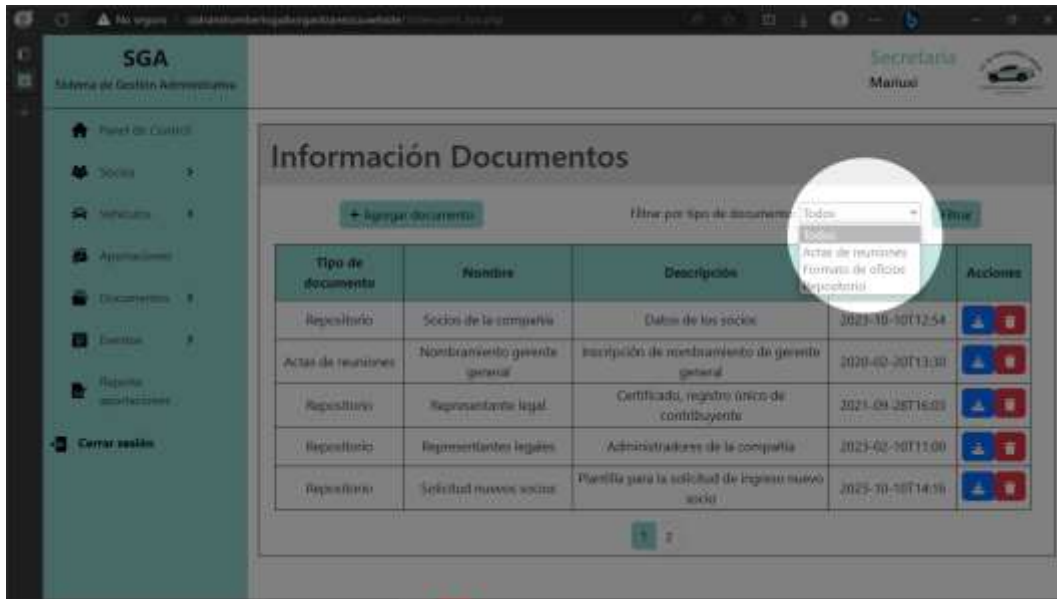 No seguro
SGA
Sistema de Gestión Administrativa
Secretaria
Mariuxi
Panel de Control
Socios
Vehículos
Aportaciones
Documentos
Eventos
Reporte
aportaciones
Cerrar sesión
Información Documentos
+ Agregar documento
Filtrar por tipo de documento: Todos
Filtrar
Todos
Actas de reuniones
Formato de oficios
Repositorio
Tipo de
documento
Nombre
Descripción
Acciones
Repositorio
Socios de la compañía
Datos de los socios
2023-10-10T12:54
Actas de reuniones
Nombramiento gerente
general
Inscripción de nombramiento de gerente
general
2020-02-20T13:30
Repositorio
Representante legal
Certificado, registro único de
contribuyente
2021-09-28T16:03
Repositorio
Representantes legales
Administradores de la compañía
2023-02-10T11:00
Repositorio
Solicitud nuevos socios
Plantilla para la solicitud de ingreso nuevo
socio
2023-10-10T14:16
1 2